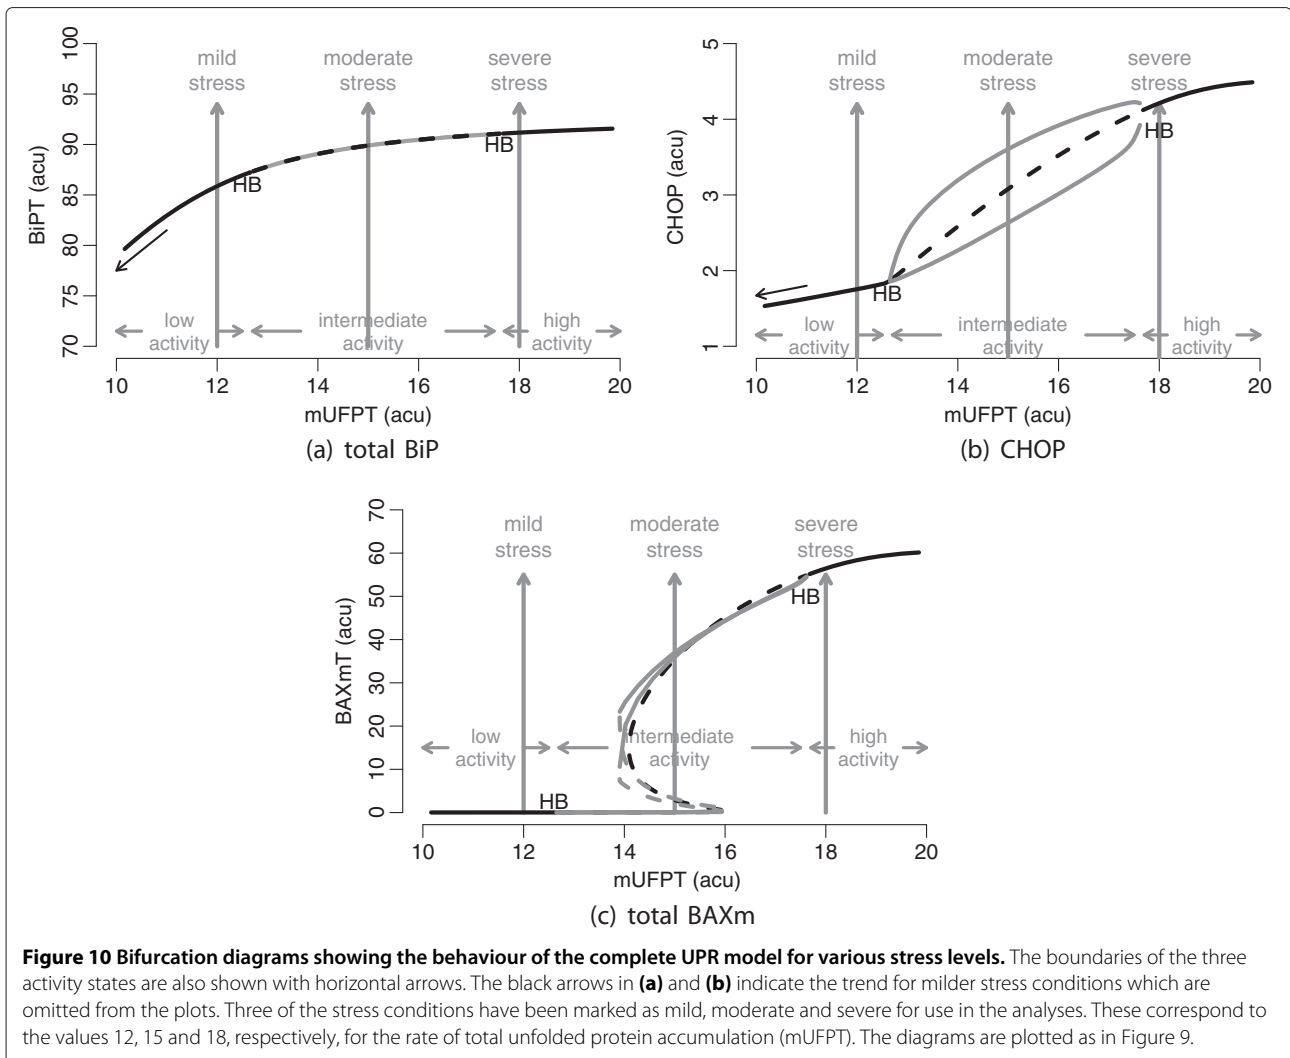 100
95
90
85
80
75
70
BiPT (acu)
mild
stress
moderate
stress
severe
stress
HB
HB
low
activity
intermediate
activity
high
activity
10 12 14 16 18 20
mUFPT (acu)
(a) total BiP
5
4
3
2
1
CHOP (acu)
mild
stress
moderate
stress
severe
stress
HB
HB
low
activity
intermediate
activity
high
activity
10 12 14 16 18 20
mUFPT (acu)
(b) CHOP
70
60
50
40
30
20
10
0
BAXmT (acu)
mild
stress
moderate
stress
severe
stress
HB
HB
low
activity
intermediate
activity
high
activity
10 12 14 16 18 20
mUFPT (acu)
(c) total BAXm
Figure 10 Bifurcation diagrams showing the behaviour of the complete UPR model for various stress levels. The boundaries of the three
activity states are also shown with horizontal arrows. The black arrows in (a) and (b) indicate the trend for milder stress conditions which are
omitted from the plots. Three of the stress conditions have been marked as mild, moderate and severe for use in the analyses. These correspond to
the values 12, 15 and 18, respectively, for the rate of total unfolded protein accumulation (mUFPT). The diagrams are plotted as in Figure 9.